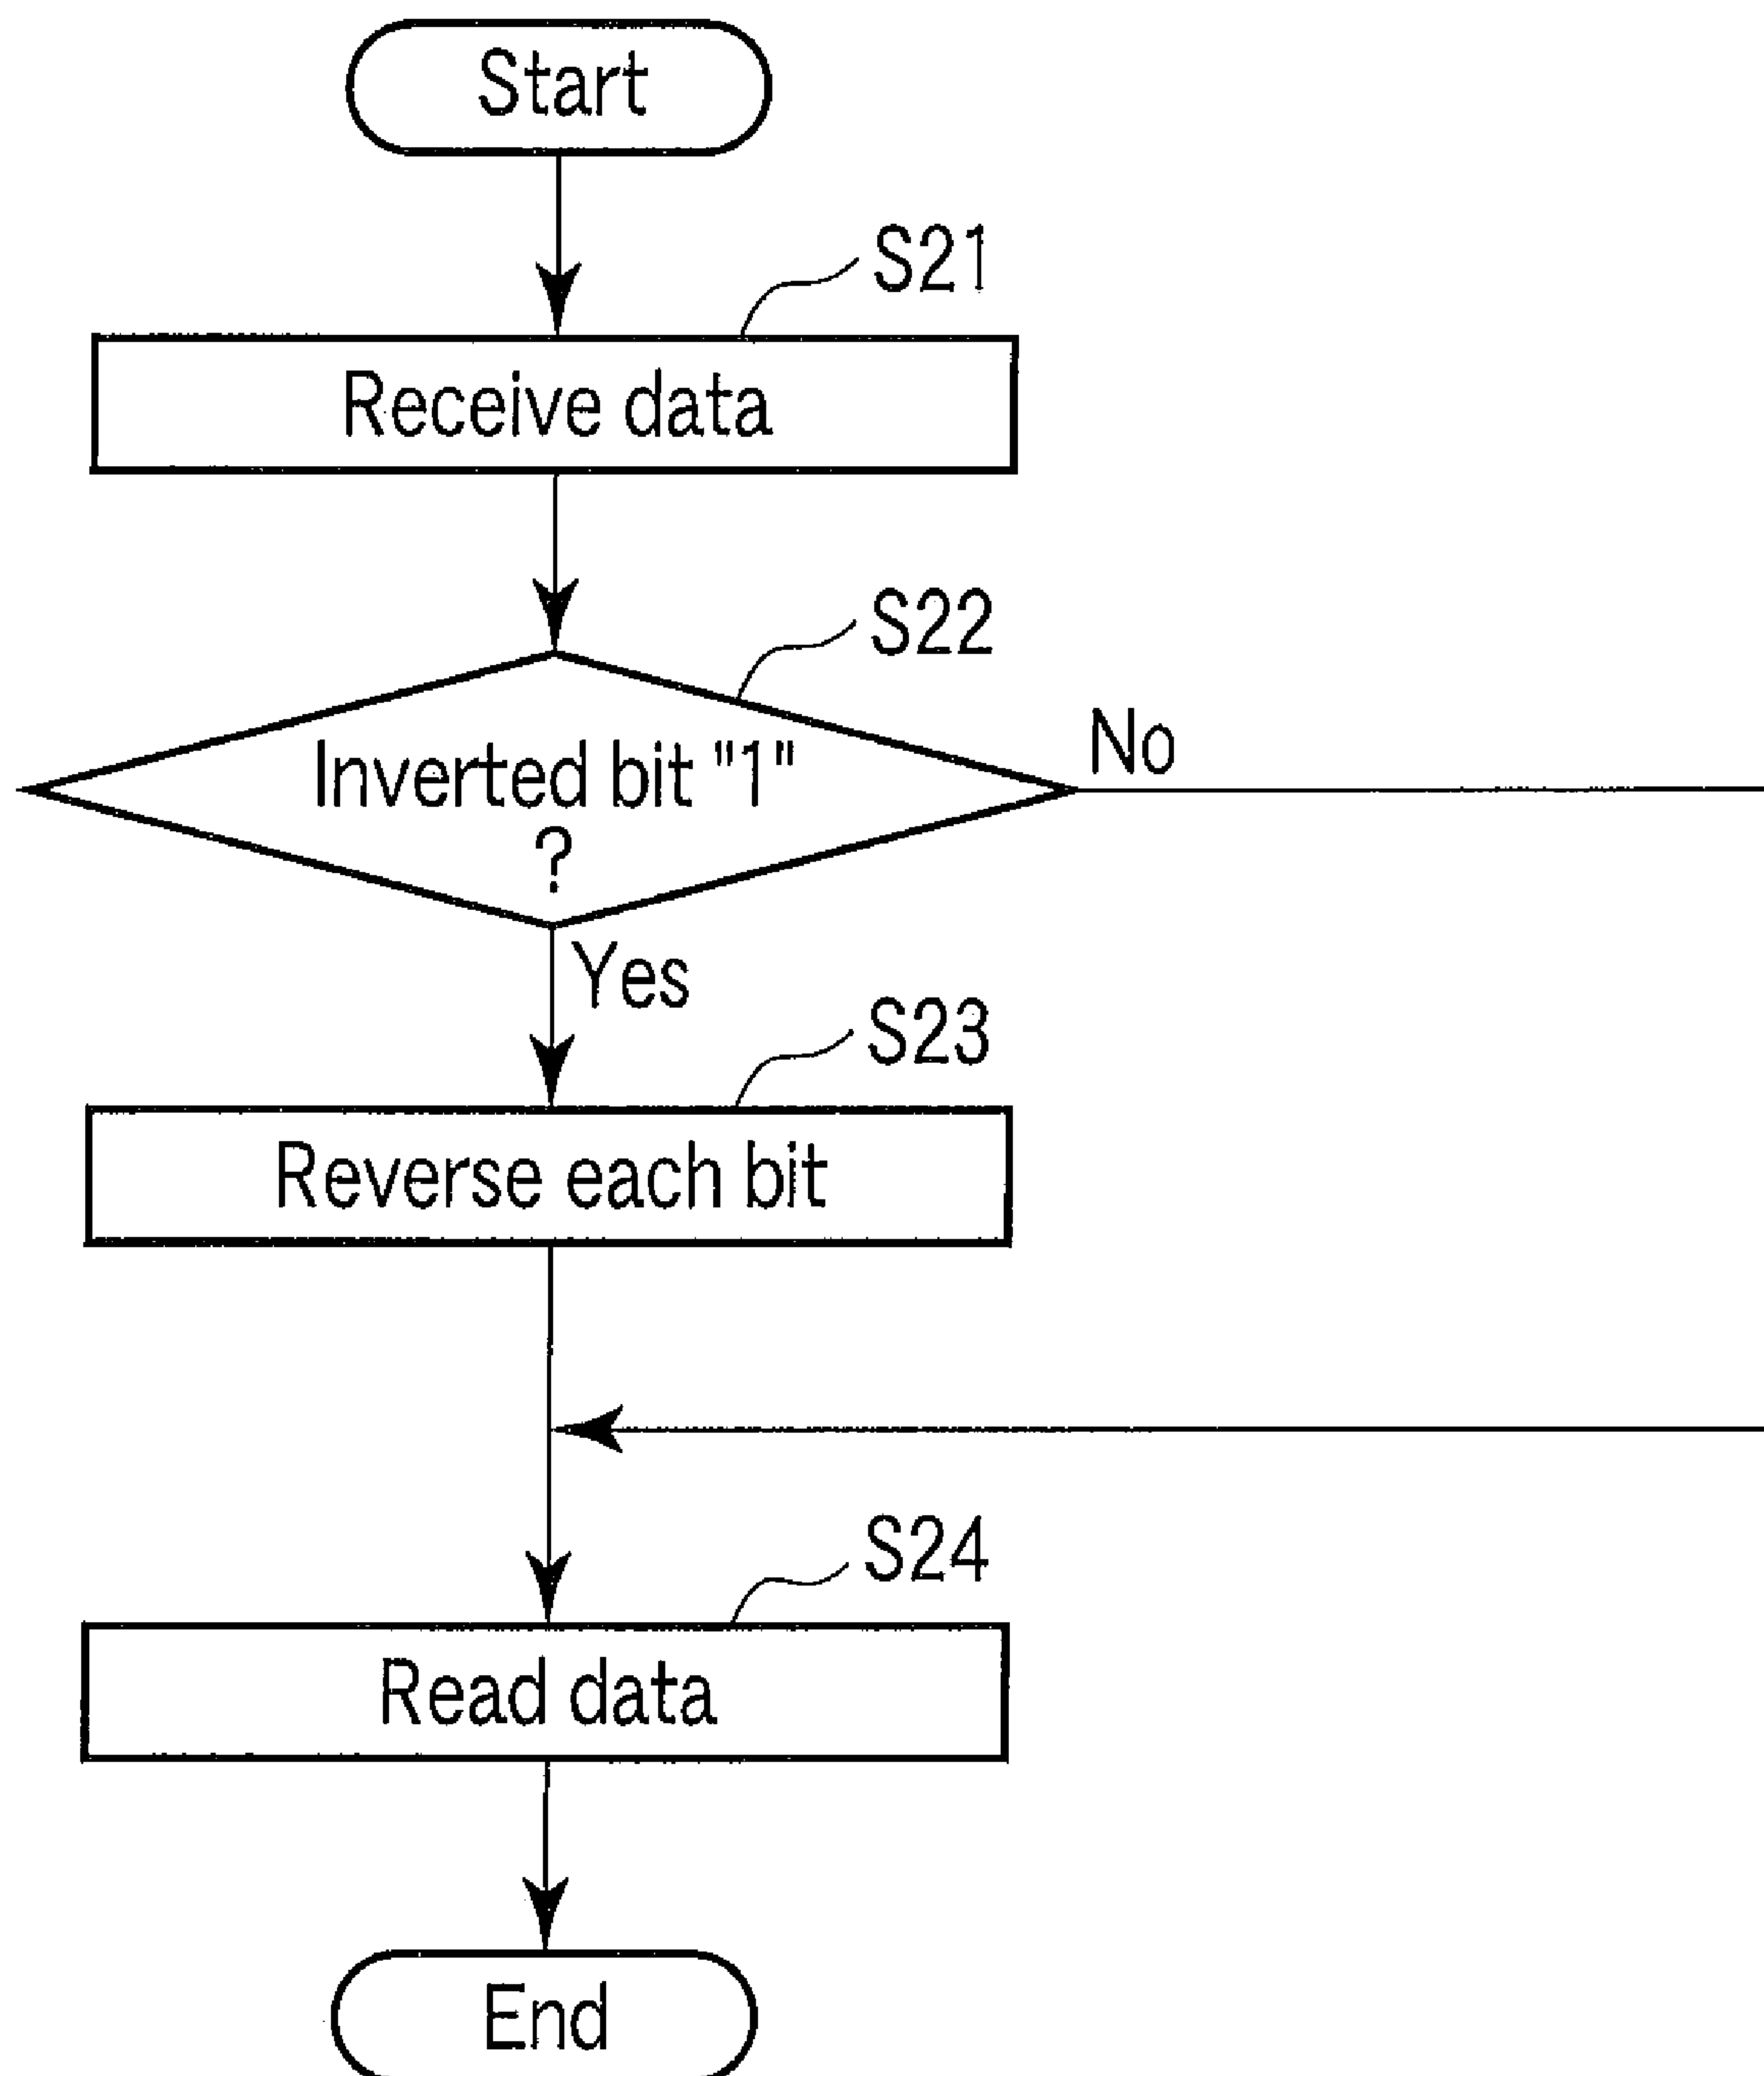 Start
S21
Receive data
S22
No
Inverted bit "1"
?
Yes
S23
Reverse each bit
S24
Read data
End